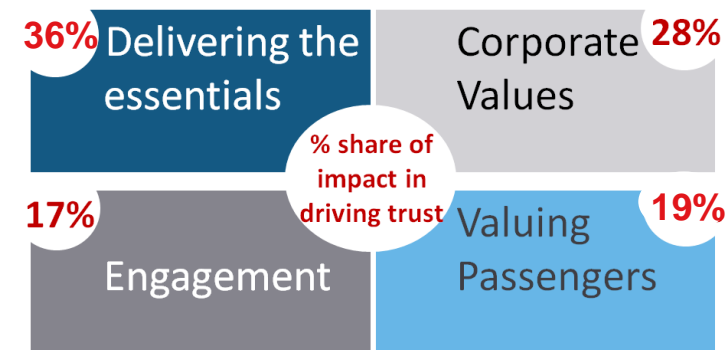 36%
Delivering the
essentials
Corporate
Values
28%
% share of
impact in
driving trust
17%
Engagement
Valuing
Passengers
19%